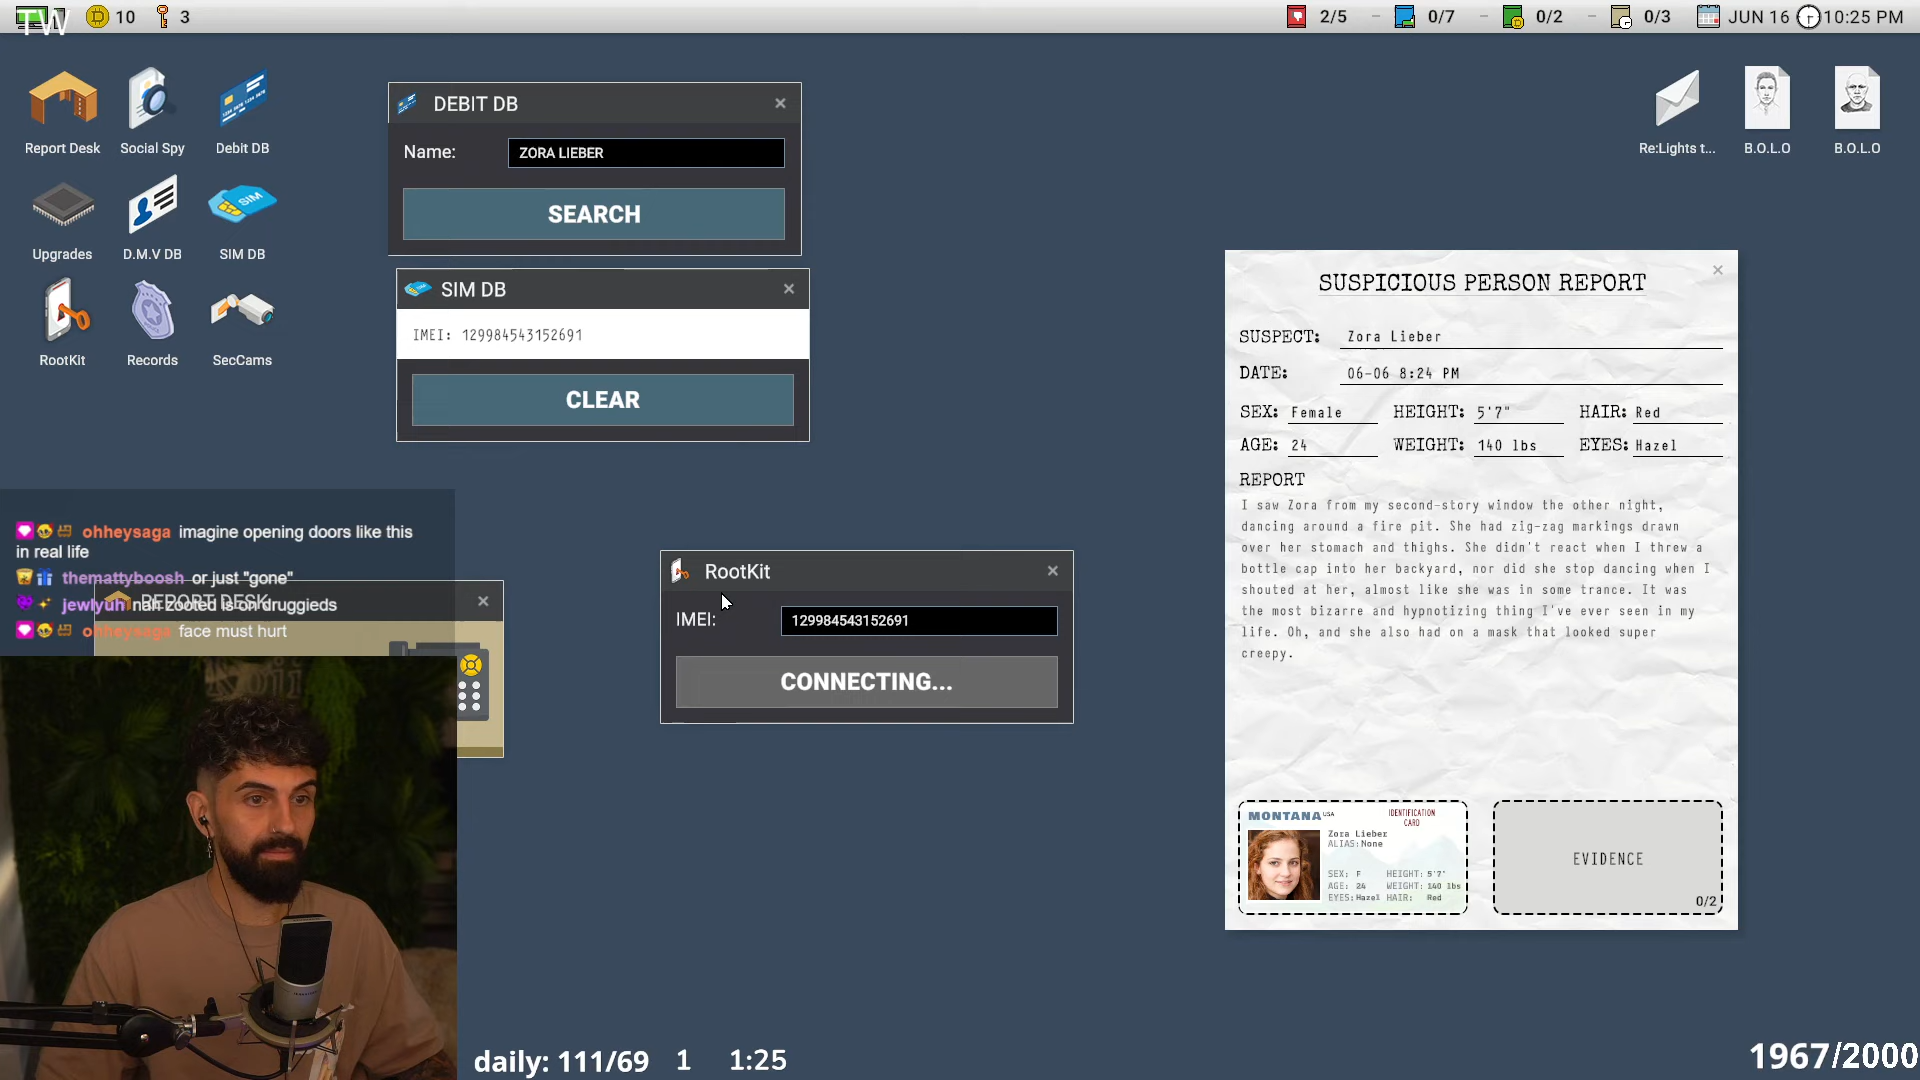 TW
10
3
2/5
0/7
0/2
0/3
JUN 16
10:25 PM
Report Desk
Social Spy
Debit DB
Upgrades
D.M.V DB
SIM DB
RootKit
Records
SecCams
Re:Lights t...
B.O.L.O
B.O.L.O
DEBIT DB
Name:
ZORA LIEBER
SEARCH
SIM DB
IMEI: 129984543152691
CLEAR
ohheysaga imagine opening doors like this
in real life
themattyboosh or just "gone"
jewlyuh nah zooted is on druggieds
ohheysaga face must hurt
REPORT DESK
RootKit
IMEI:
129984543152691
CONNECTING...
SUSPICIOUS PERSON REPORT
SUSPECT: Zora Lieber
DATE: 06-06 8:24 PM
SEX: Female HEIGHT: 5'7" HAIR: Red
AGE: 24 WEIGHT: 140 lbs EYES: Hazel
REPORT
I saw Zora from my second-story window the other night,
dancing around a fire pit. She had zig-zag markings drawn
over her stomach and thighs. She didn't react when I threw a
bottle cap into her backyard, nor did she stop dancing when I
shouted at her, almost like she was in some trance. It was
the most bizarre and hypnotizing thing I've ever seen in my
life. Oh, and she also had on a mask that looked super
creepy.
MONTANA USA
IDENTIFICATION
CARD
Zora Lieber
ALIAS: None
SEX: F HEIGHT: 5'7"
AGE: 24 WEIGHT: 140 lbs
EYES: Hazel HAIR: Red
EVIDENCE
0/2
daily: 111/69 1 1:25
1967/2000